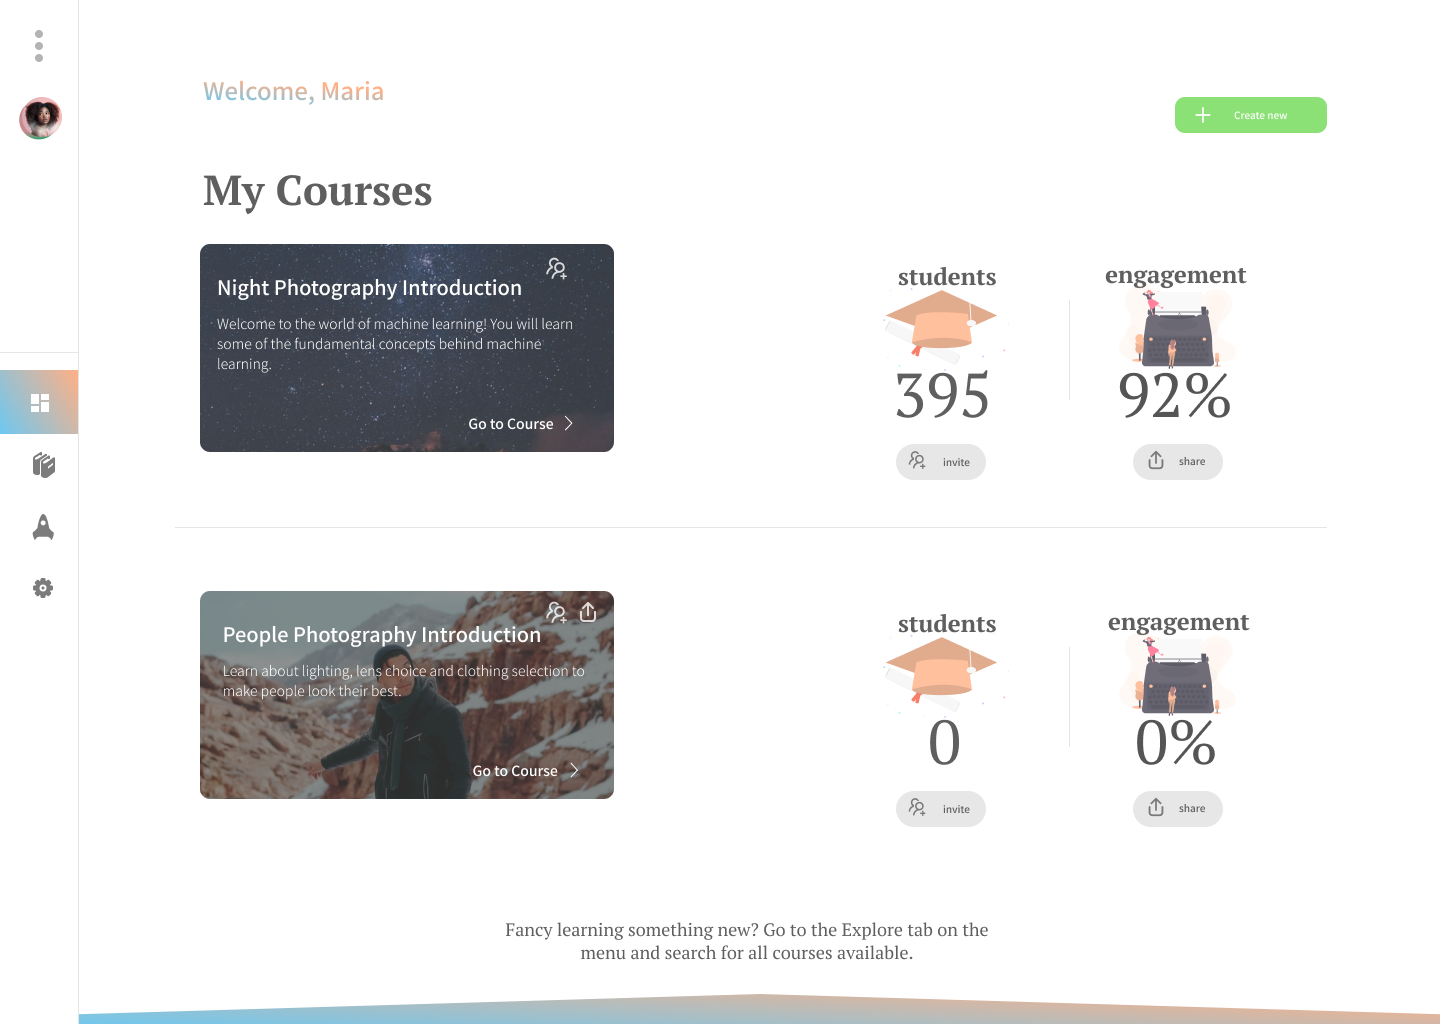 Welcome, Maria
Create new
My Courses
Night Photography Introduction
Welcome to the world of machine learning! You will learn
some of the fundamental concepts behind machine
learning.
Go to Course
students
395
invite
engagement
92%
share
People Photography Introduction
Learn about lighting, lens choice and clothing selection to
make people look their best.
Go to Course
students
0
invite
engagement
0%
share
Fancy learning something new? Go to the Explore tab on the
menu and search for all courses available.